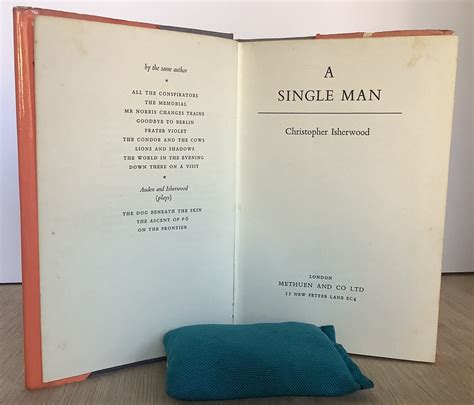 by the same author
*
ALL THE CONSPIRATORS
THE MEMORIAL
MR NORRIS CHANGES TRAINS
GOODBYE TO BERLIN
PRATER VIOLET
THE CONDOR AND THE COWS
LIONS AND SHADOWS
THE WORLD IN THE EVENING
DOWN THERE ON A VISIT
*
Auden and Isherwood
(plays)
THE DOG BENEATH THE SKIN
THE ASCENT OF F6
ON THE FRONTIER
A
SINGLE MAN
Christopher Isherwood
LONDON
METHUEN AND CO LTD
11 NEW FETTER LANE EC4